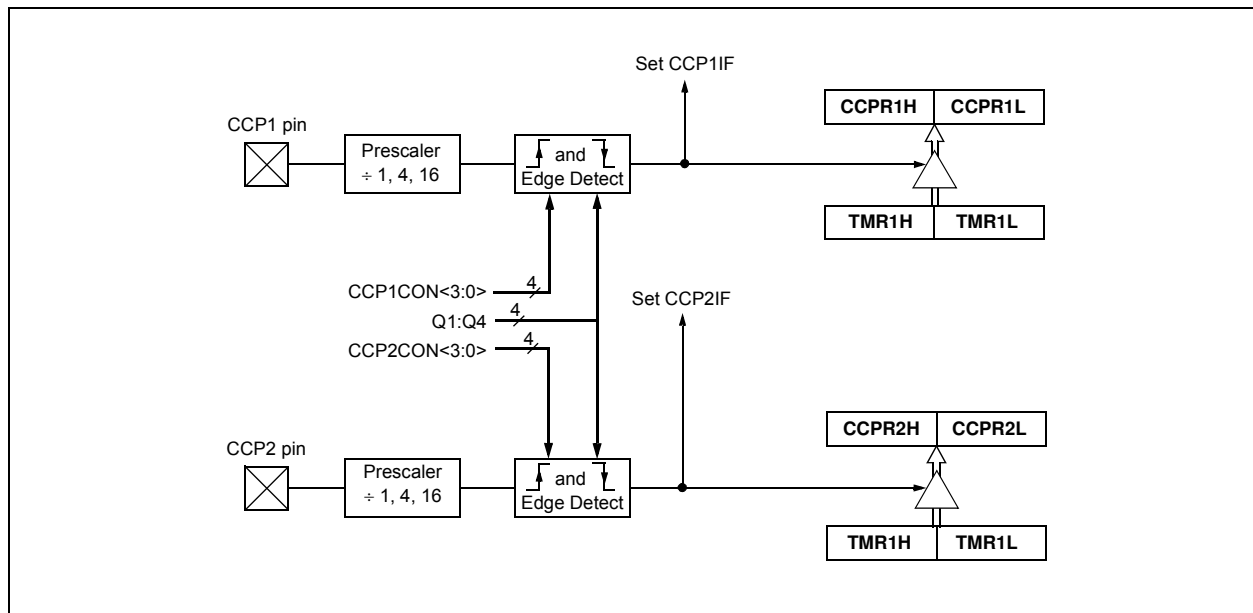 Set CCP1IF
CCPR1H CCPR1L
CCP1 pin
Prescaler
÷ 1, 4, 16
and
Edge Detect
TMR1H TMR1L
CCP1CON<3:0> 4
Q1:Q4 4
CCP2CON<3:0> 4
Set CCP2IF
CCPR2H CCPR2L
CCP2 pin
Prescaler
÷ 1, 4, 16
and
Edge Detect
TMR1H TMR1L